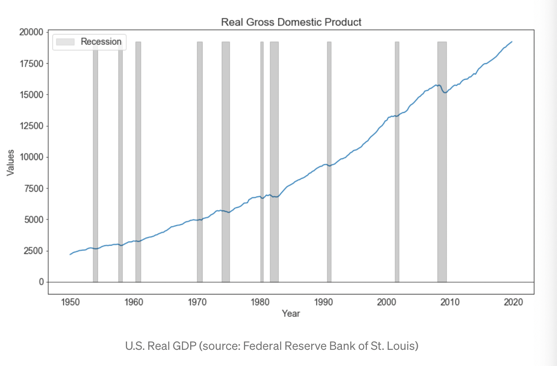 Real Gross Domestic Product
20000
Recession
17500
15000
12500
10000
7500
5000
2500
0
Values
1950 1960 1970 1980 1990 2000 2010 2020
Year
U.S. Real GDP (source: Federal Reserve Bank of St. Louis)